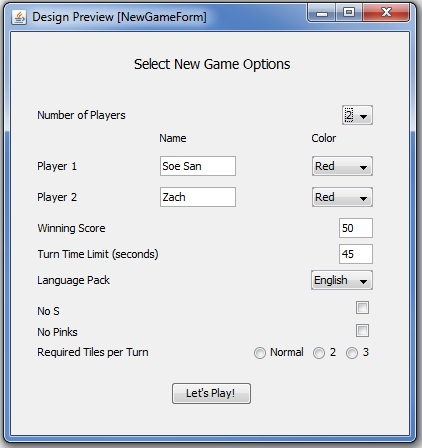 Design Preview [NewGameForm]
Select New Game Options
Number of Players 2
Name Color
Player 1 Soe San Red
Player 2 Zach Red
Winning Score 50
Turn Time Limit (seconds) 45
Language Pack English
No S
No Pinks
Required Tiles per Turn Normal 2 3
Let's Play!